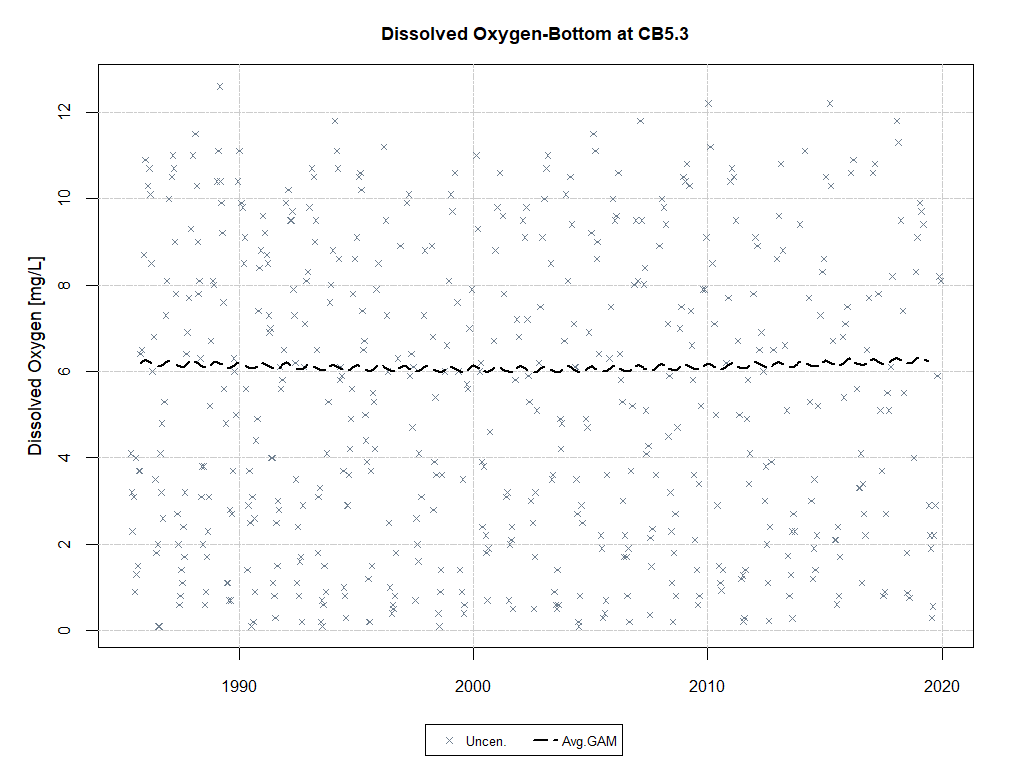 Dissolved Oxygen-Bottom at CB5.3
Dissolved Oxygen [mg/L]
12
10
8
6
4
2
0
1990 2000 2010 2020
Uncen. Avg.GAM